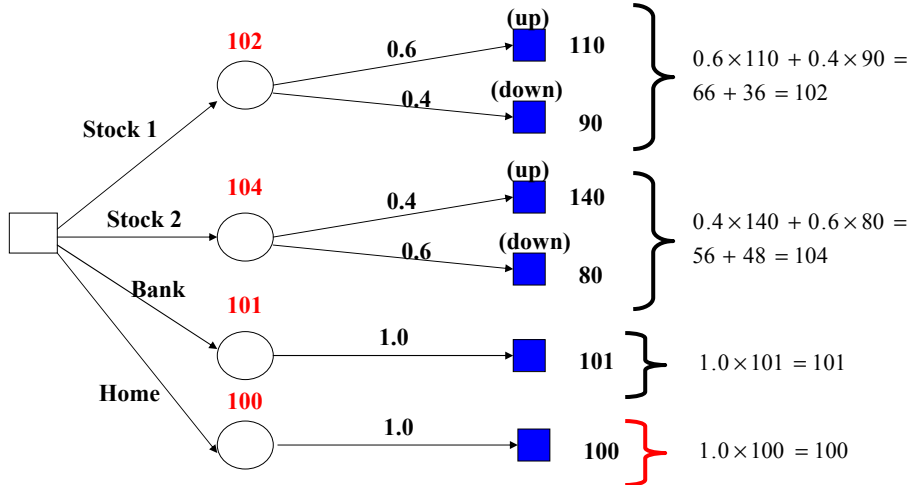 (up)
102
0.6
110
0.6 × 110 + 0.4 × 90 =
66 + 36 = 102
(down)
0.4
90
Stock 1
(up)
104
0.4
140
Stock 2
0.4 × 140 + 0.6 × 80 =
56 + 48 = 104
(down)
0.6
80
Bank
101
1.0
101
1.0 × 101 = 101
Home
100
1.0
100
1.0 × 100 = 100